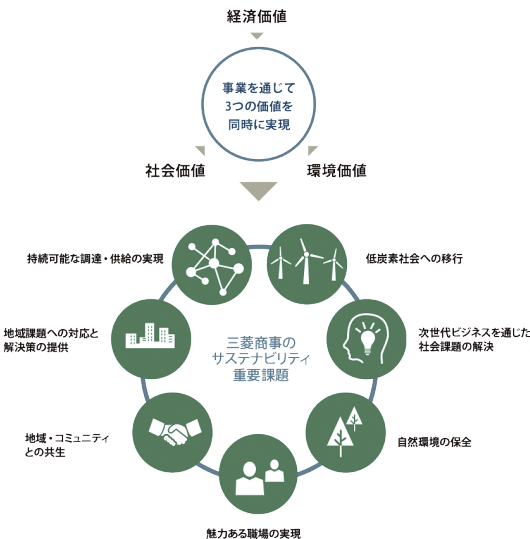 経済価値
事業を通じて
3つの価値を
同時に実現
社会価値
環境価値
持続可能な調達・供給の実現
低炭素社会への移行
地域課題への対応と
解決策の提供
三菱商事の
サステナビリティ
重要課題
次世代ビジネスを通じた
社会課題の解決
地域・コミュニティ
との共生
自然環境の保全
魅力ある職場の実現